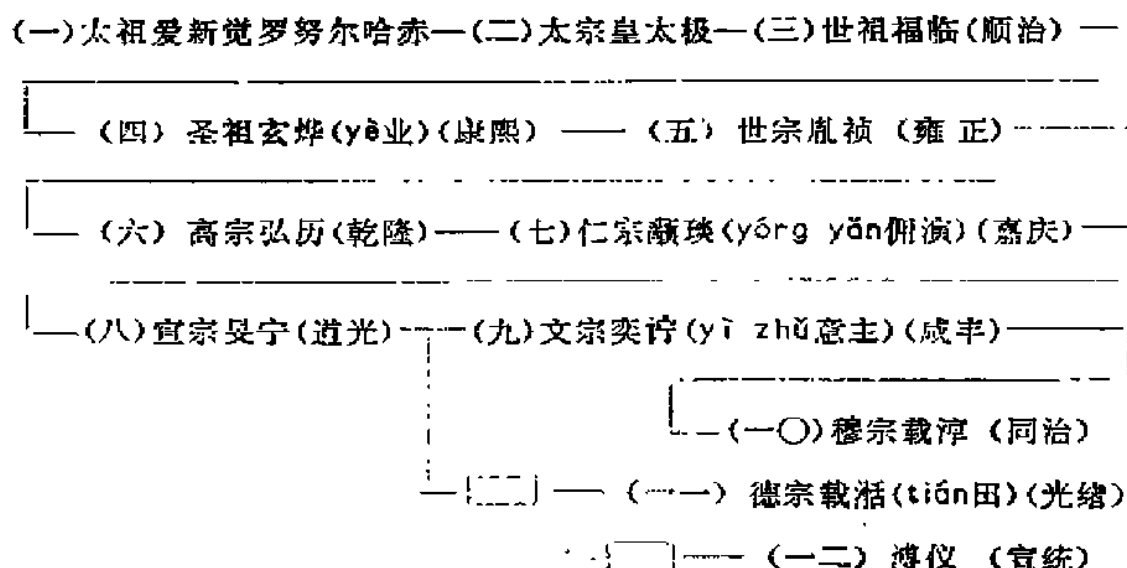 (一)太祖爱新觉罗努尔哈赤—(二)太宗皇太极—(三)世祖福临(顺治)—
(四) 圣祖玄烨(yè业)(康熙) —— (五) 世宗胤祯 (雍正)
(六) 高宗弘历(乾隆)——(七)仁宗颙琰(yóng yǎn佣演)(嘉庆)——
(八)宣宗旻宁(道光)——(九)文宗奕詝(yì zhǔ意主)(咸丰)——
(一〇)穆宗载淳 (同治)
—— (一一) 德宗载湉(tián田)(光绪)
—— (一二) 溥仪 (宣统)